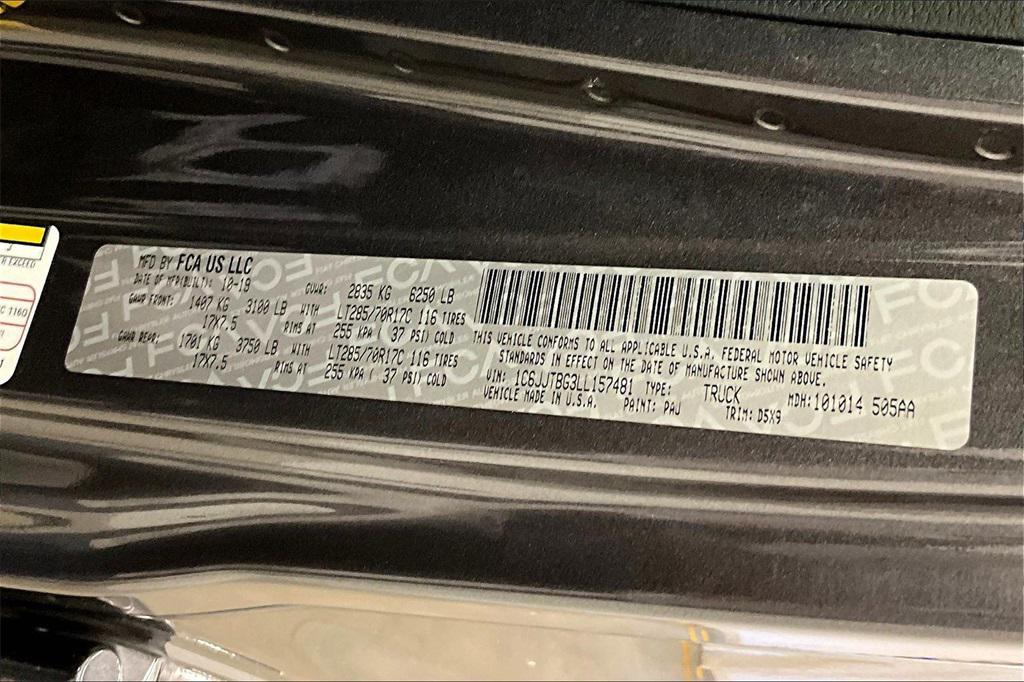 MFD BY FCA US LLC
DATE OF MFR(BUILT): 10-19 GVWR: 2835 KG 6250 LB
GAWR FRONT: 1407 KG 3100 LB WITH LT285/70R17C 116 TIRES
17X7.5 RIMS AT 255 KPA ( 37 PSI) COLD
GAWR REAR: 1701 KG 3750 LB WITH LT285/70R17C 116 TIRES
17X7.5 RIMS AT 255 KPA ( 37 PSI) COLD
THIS VEHICLE CONFORMS TO ALL APPLICABLE U.S.A. FEDERAL MOTOR VEHICLE SAFETY
STANDARDS IN EFFECT ON THE DATE OF MANUFACTURE SHOWN ABOVE.
VIN: 1C6JJTBG3LL157481 TYPE: TRUCK MDH:101014 505AA
VEHICLE MADE IN U.S.A. PAINT: PAJ TRIM: D5X9